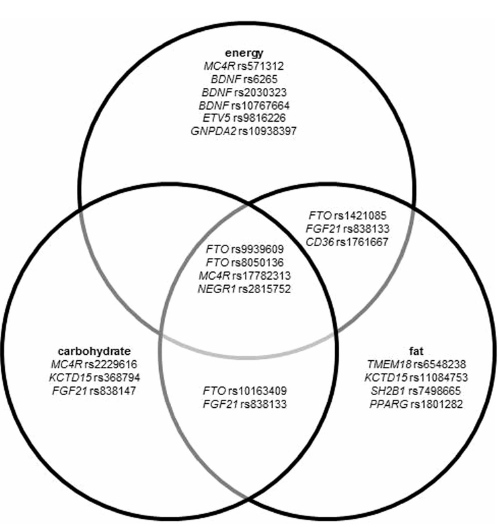 energy
MC4R rs571312
BDNF rs6265
BDNF rs2030323
BDNF rs10767664
ETV5 rs9816226
GNPDA2 rs10938397
FTO rs1421085
FGF21 rs838133
CD36 rs1761667
FTO rs9939609
FTO rs8050136
MC4R rs17782313
NEGR1 rs2815752
carbohydrate
MC4R rs2229616
KCTD15 rs368794
FGF21 rs838147
fat
TMEM18 rs6548238
KCTD15 rs11084753
SH2B1 rs7498665
PPARG rs1801282
FTO rs10163409
FGF21 rs838133